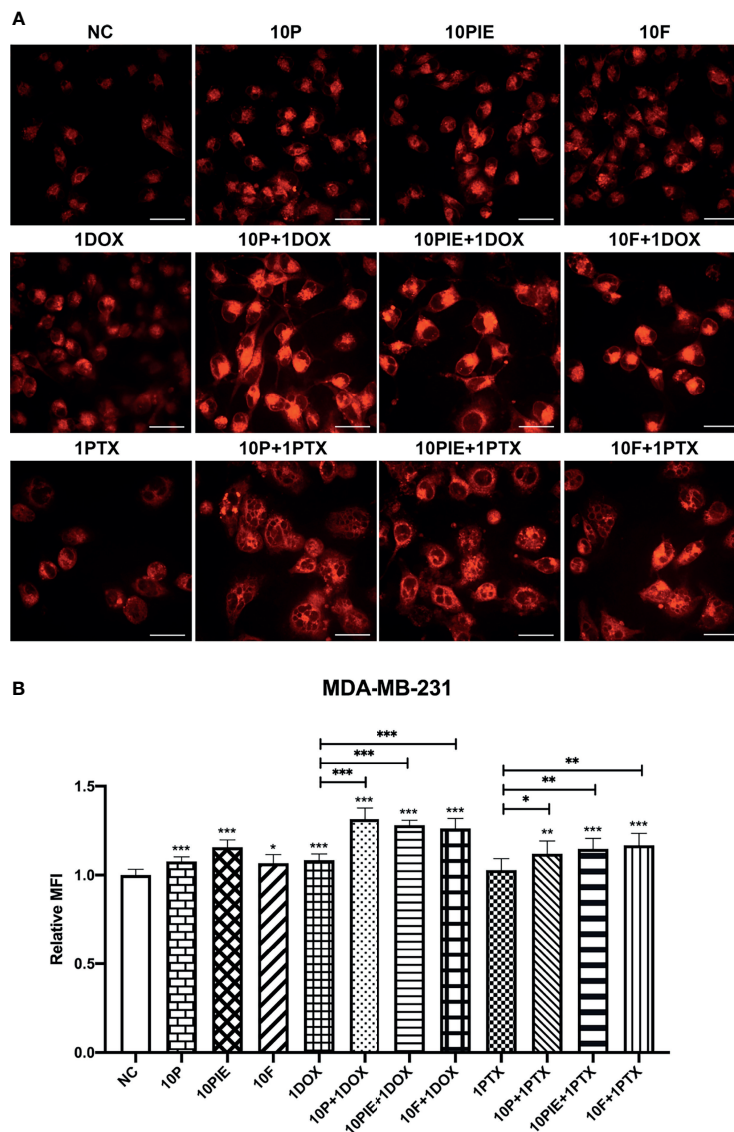 A
NC 10P 10PIE 10F
1DOX 10P+1DOX 10PIE+1DOX 10F+1DOX
1PTX 10P+1PTX 10PIE+1PTX 10F+1PTX
B
MDA-MB-231
***
***
***
**
**
*
*** *** * *** *** *** *** ** *** ***
Relative MFI
1.5
1.0
0.5
0.0
NC 10P 10PIE 10F 1DOX 10P+1DOX 10PIE+1DOX 10F+1DOX 1PTX 10P+1PTX 10PIE+1PTX 10F+1PTX